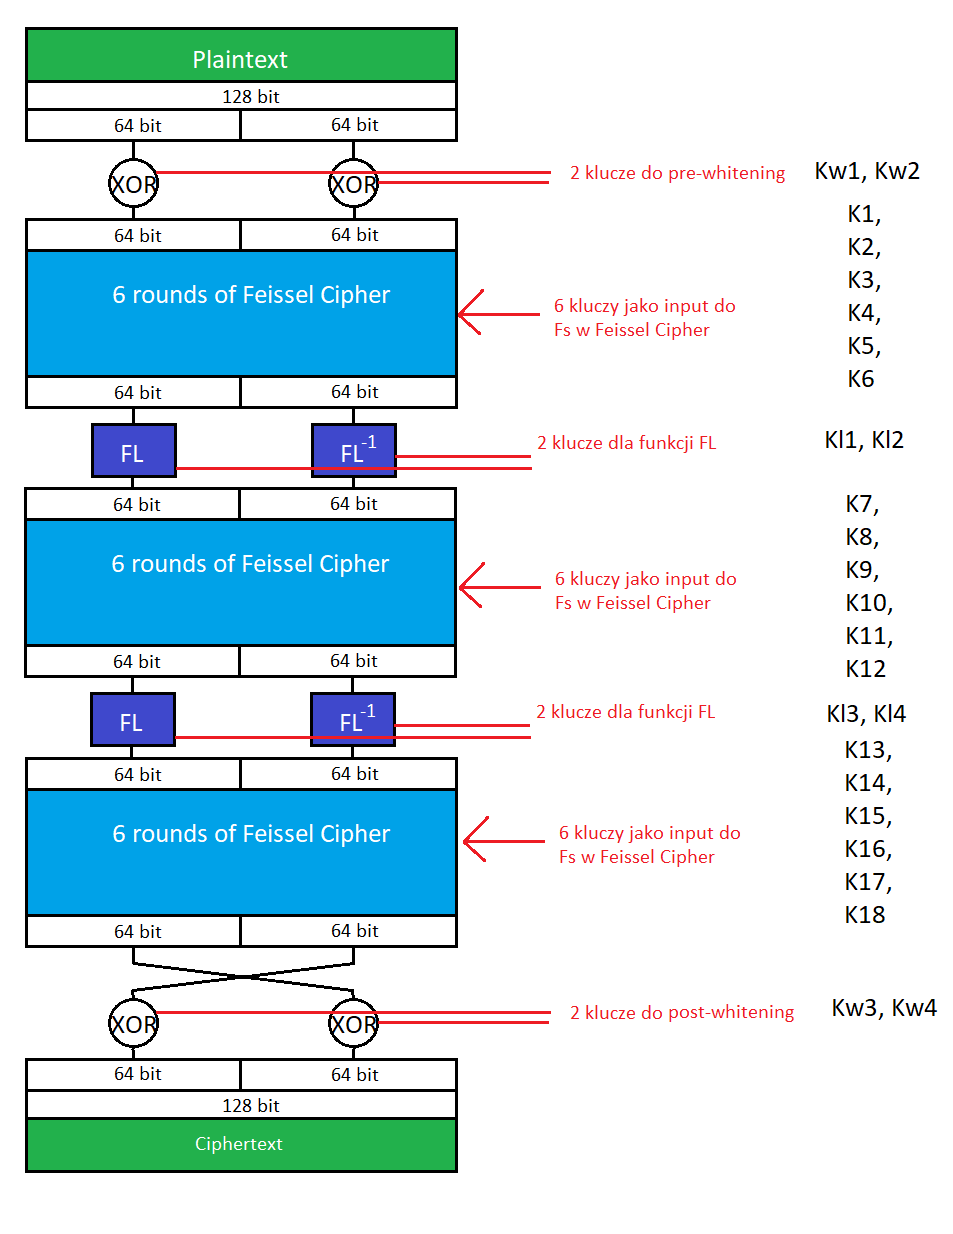 Plaintext
128 bit
64 bit 64 bit
XOR XOR 2 klucze do pre-whitening Kw1, Kw2
64 bit 64 bit
K1,
K2,
K3,
K4,
K5,
K6
6 rounds of Feissel Cipher
6 kluczy jako input do
Fs w Feissel Cipher
64 bit 64 bit
FL FL-1 2 klucze dla funkcji FL Kl1, Kl2
64 bit 64 bit
K7,
K8,
K9,
K10,
K11,
K12
6 rounds of Feissel Cipher
6 kluczy jako input do
Fs w Feissel Cipher
64 bit 64 bit
FL FL-1 2 klucze dla funkcji FL Kl3, Kl4
64 bit 64 bit
K13,
K14,
K15,
K16,
K17,
K18
6 rounds of Feissel Cipher
6 kluczy jako input do
Fs w Feissel Cipher
64 bit 64 bit
XOR XOR 2 klucze do post-whitening Kw3, Kw4
64 bit 64 bit
128 bit
Ciphertext